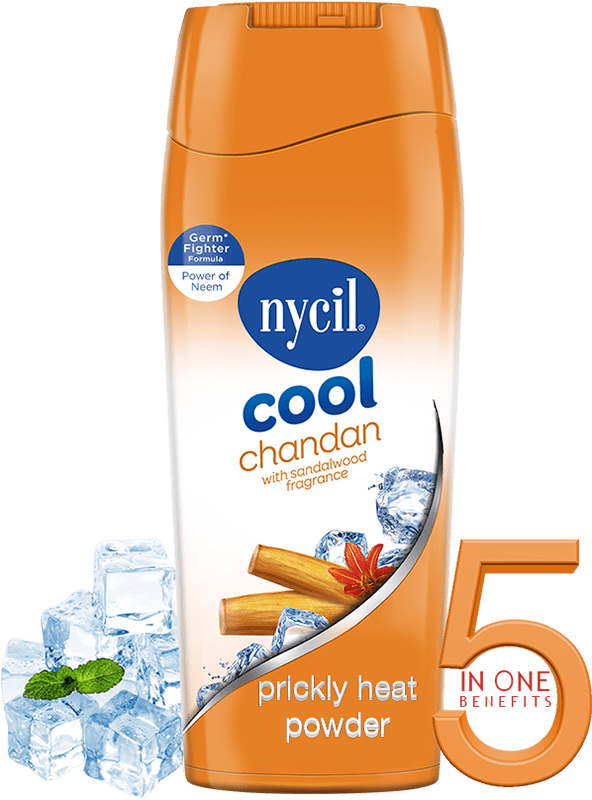 Germ*
Fighter
Formula
Power of
Neem
nycil®
cool
chandan
with sandalwood
fragrance
prickly heat
powder
5
IN ONE
BENEFITS